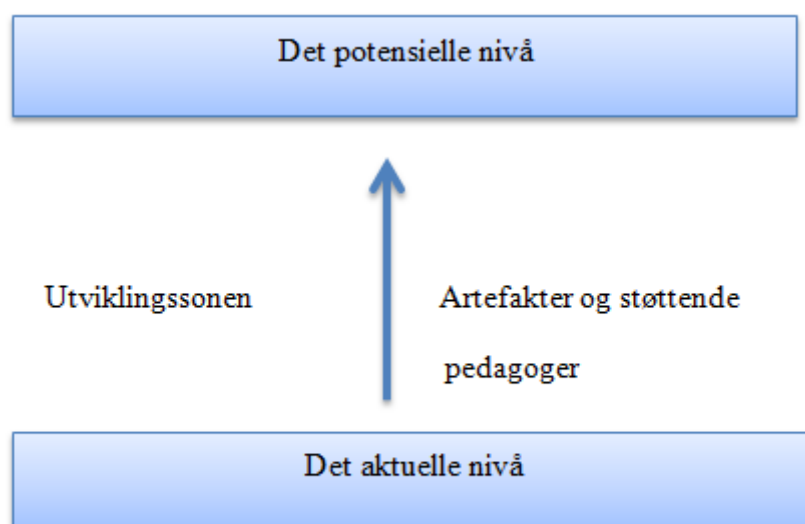 Det potensielle nivå
Utviklingssonen
Artefakter og støttende
pedagoger
Det aktuelle nivå